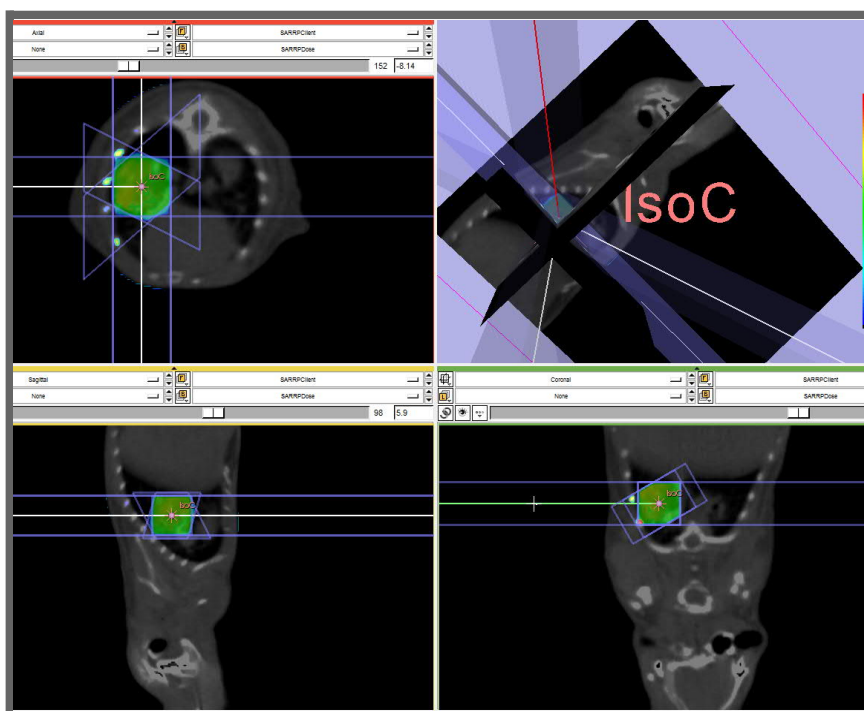 Axial
SARRPClient
None
SARRPDose
152 -8.14
IsoC
IsoC
Sagittal
SARRPClient
None
SARRPDose
98 5.9
IsoC
Coronal
SARRPClient
None
SARRPDose
IsoC